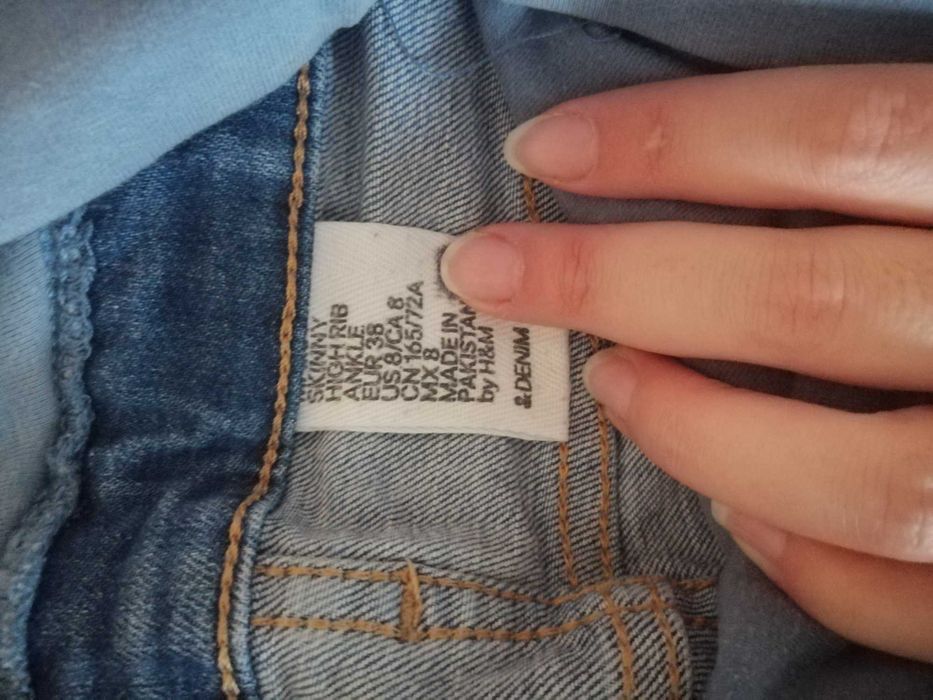 SKINNY
HIGH RIB
ANKLE
EUR 38
US 8/CA 8
CN 165/72A
MX 8
MADE IN
PAKISTAN
by H&M
&DENIM